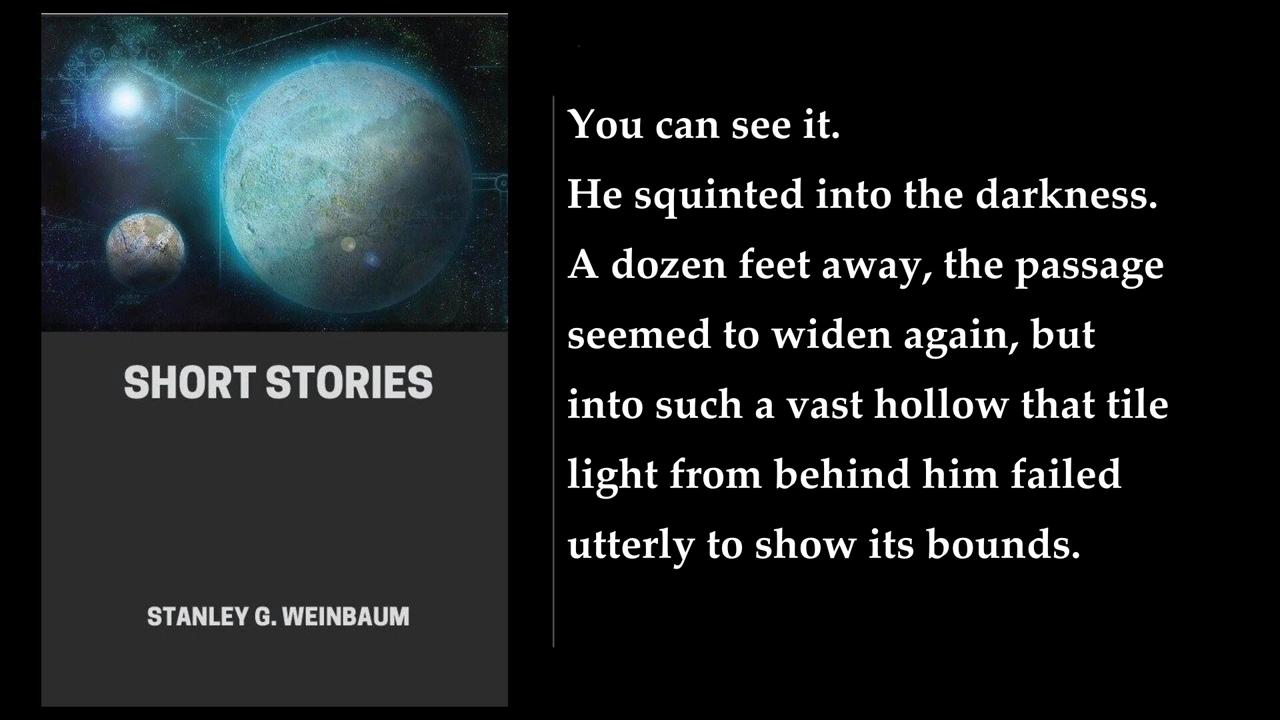 SHORT STORIES
STANLEY G. WEINBAUM
You can see it.
He squinted into the darkness.
A dozen feet away, the passage
seemed to widen again, but
into such a vast hollow that tile
light from behind him failed
utterly to show its bounds.